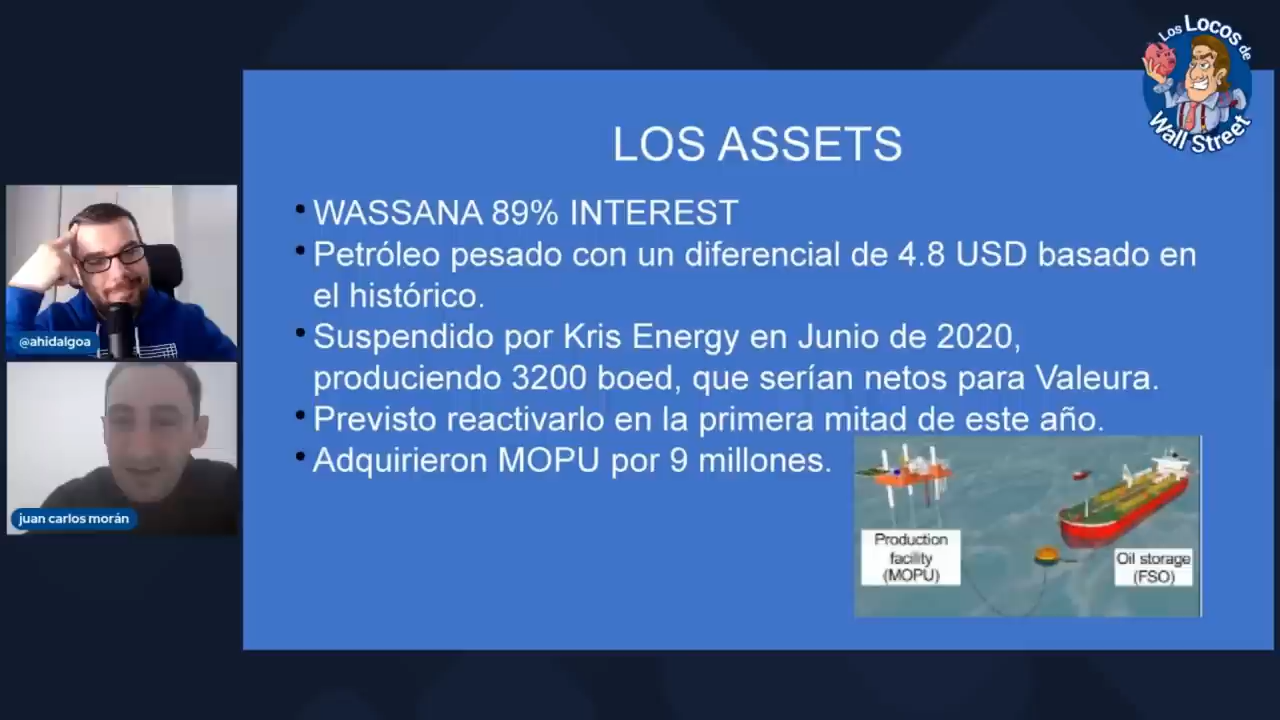 Los Locos de
Wall Street
LOS ASSETS
• WASSANA 89% INTEREST
• Petróleo pesado con un diferencial de 4.8 USD basado en
el histórico.
• Suspendido por Kris Energy en Junio de 2020,
produciendo 3200 boed, que serían netos para Valeura.
• Previsto reactivarlo en la primera mitad de este año.
• Adquirieron MOPU por 9 millones.
Production
facility
(MOPU)
Oil storage
(FSO)
@ahidalgoa
juan carlos morán